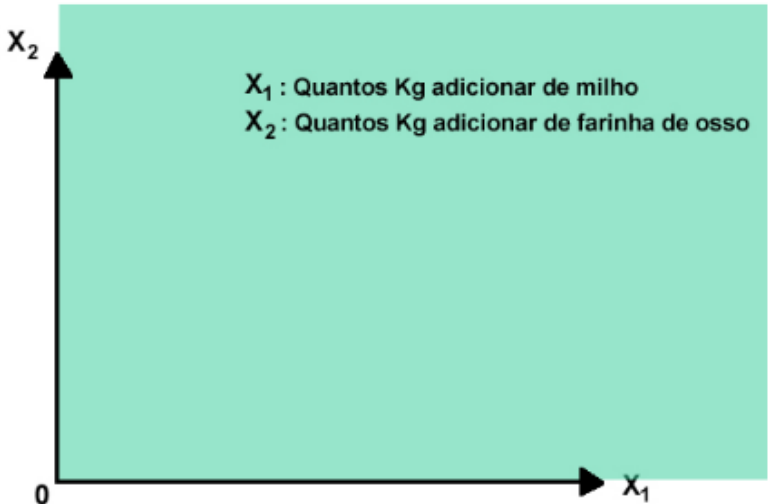 X₂
X₁ : Quantos Kg adicionar de milho
X₂ : Quantos Kg adicionar de farinha de osso
0
X₁